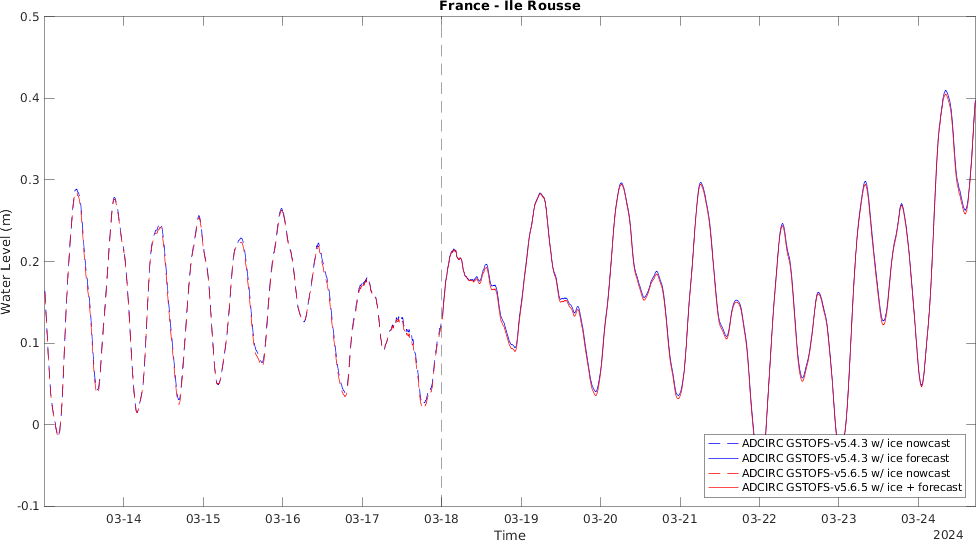 France - Ile Rousse
0.5
0.4
0.3
0.2
0.1
0
-0.1
Water Level (m)
ADCIRC GSTOFS-v5.4.3 w/ ice nowcast
ADCIRC GSTOFS-v5.4.3 w/ ice forecast
ADCIRC GSTOFS-v5.6.5 w/ ice nowcast
ADCIRC GSTOFS-v5.6.5 w/ ice + forecast
03-14 03-15 03-16 03-17 03-18 03-19 03-20 03-21 03-22 03-23 03-24
Time
2024